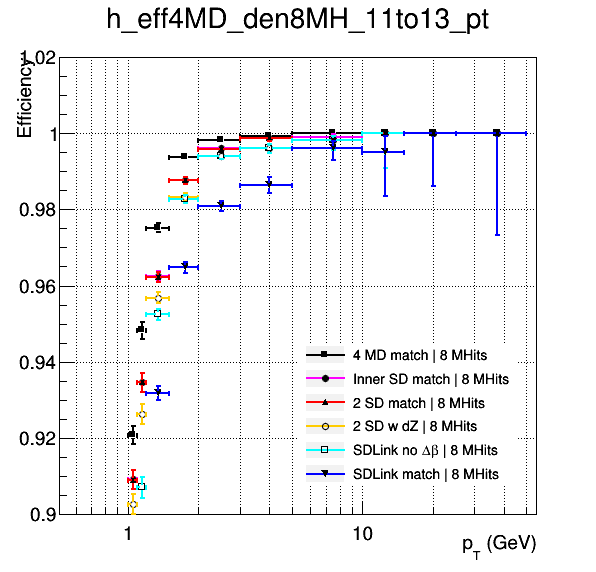 h_eff4MD_den8MH_11to13_pt
Efficiency
1.02
1
0.98
0.96
0.94
0.92
0.9
4 MD match | 8 MHits
Inner SD match | 8 MHits
2 SD match | 8 MHits
2 SD w dZ | 8 MHits
SDLink no Δβ | 8 MHits
SDLink match | 8 MHits
1
10
p_T (GeV)